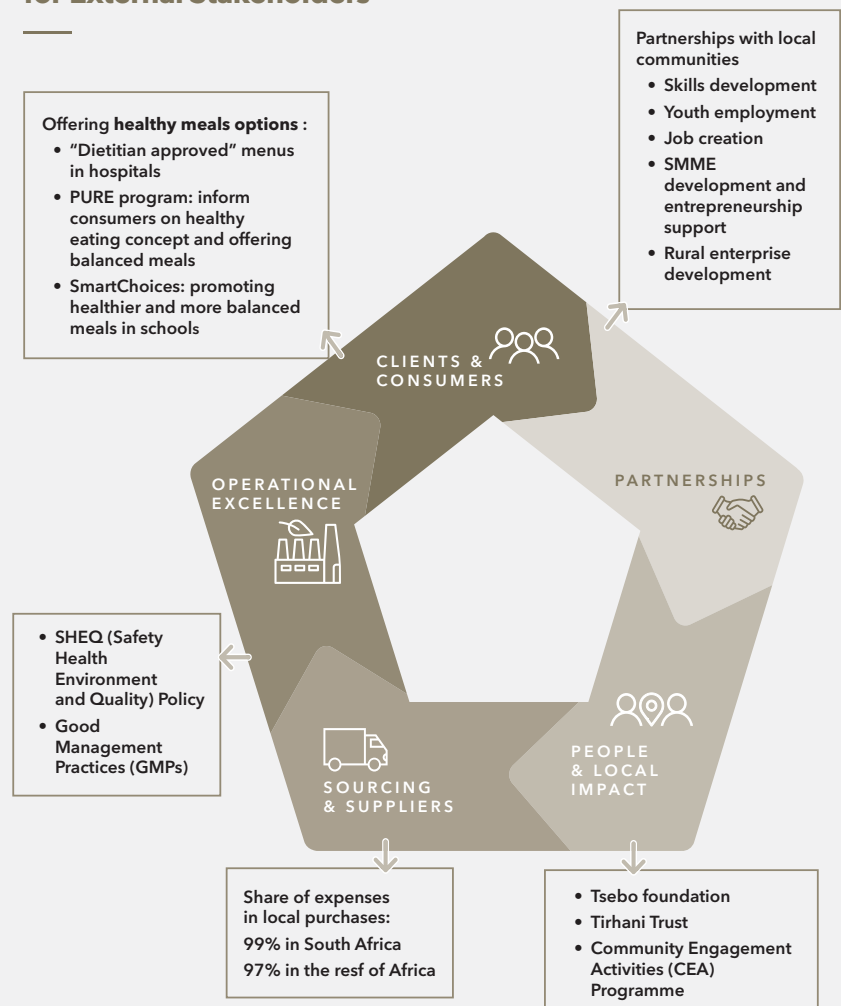 for External Stakeholders
Partnerships with local
communities
• Skills development
• Youth employment
• Job creation
• SMME
development and
entrepreneurship
support
• Rural enterprise
development
Offering healthy meals options :
• “Dietitian approved” menus
in hospitals
• PURE program: inform
consumers on healthy
eating concept and offering
balanced meals
• SmartChoices: promoting
healthier and more balanced
meals in schools
CLIENTS &
CONSUMERS
PARTNERSHIPS
OPERATIONAL
EXCELLENCE
• SHEQ (Safety
Health
Environment
and Quality) Policy
• Good
Management
Practices (GMPs)
PEOPLE
& LOCAL
IMPACT
SOURCING
& SUPPLIERS
Share of expenses
in local purchases:
99% in South Africa
97% in the resf of Africa
• Tsebo foundation
• Tirhani Trust
• Community Engagement
Activities (CEA)
Programme